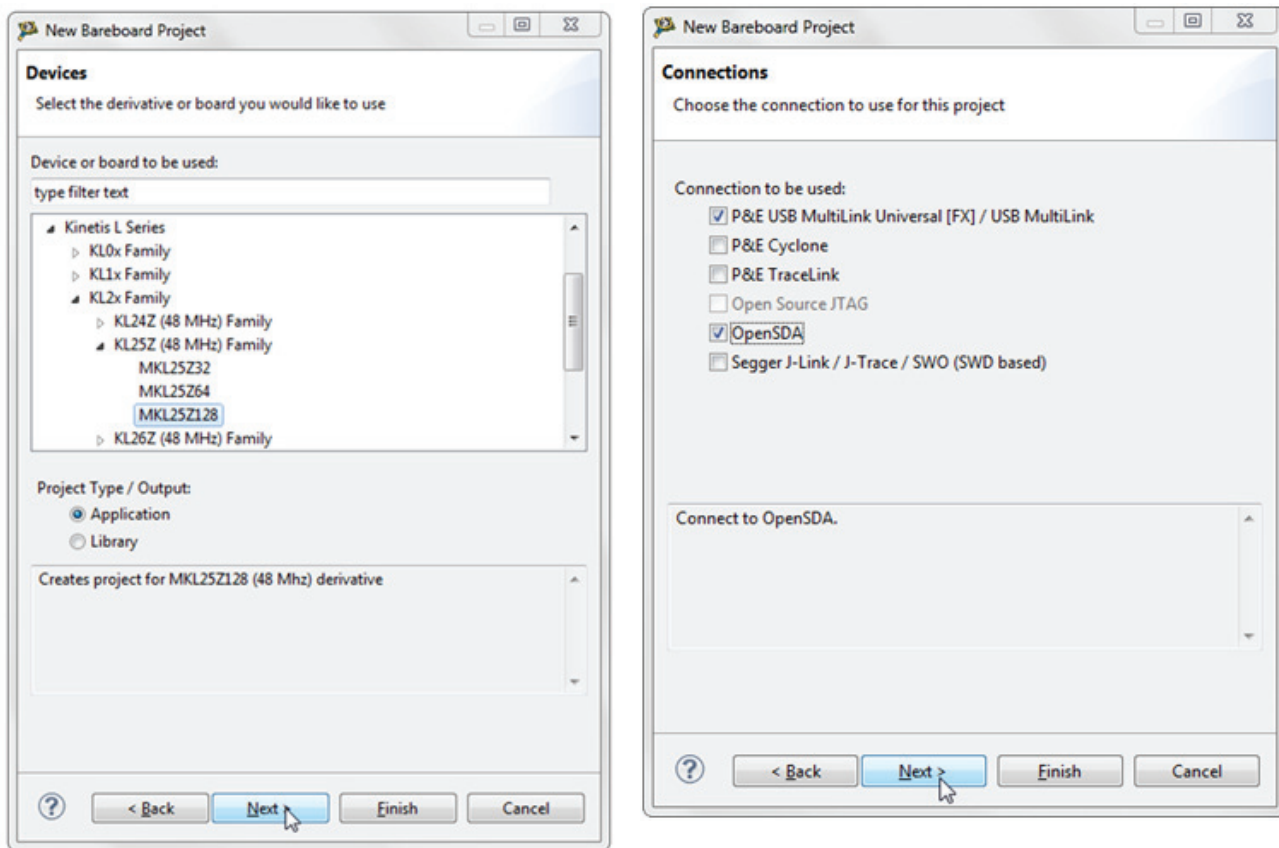 New Bareboard Project
Devices
Select the derivative or board you would like to use
Device or board to be used:
type filter text
Kinetis L Series
KL0x Family
KL1x Family
KL2x Family
KL24Z (48 MHz) Family
KL25Z (48 MHz) Family
MKL25Z32
MKL25Z64
MKL25Z128
KL26Z (48 MHz) Family
Project Type / Output:
Application
Library
Creates project for MKL25Z128 (48 Mhz) derivative
? < Back Next > Finish Cancel
New Bareboard Project
Connections
Choose the connection to use for this project
Connection to be used:
P&E USB MultiLink Universal [FX] / USB MultiLink
P&E Cyclone
P&E TraceLink
Open Source JTAG
OpenSDA
Segger J-Link / J-Trace / SWO (SWD based)
Connect to OpenSDA.
? < Back Next > Finish Cancel